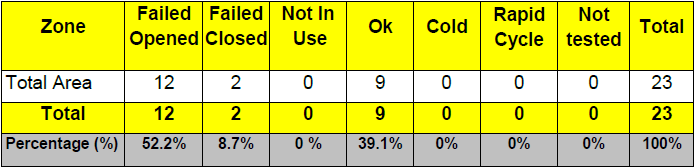 Zone Failed Opened Failed Closed Not In Use Ok Cold Rapid Cycle Not tested Total
Total Area 12 2 0 9 0 0 0 23
Total 12 2 0 9 0 0 0 23
Percentage (%) 52.2% 8.7% 0 % 39.1% 0% 0% 0% 100%